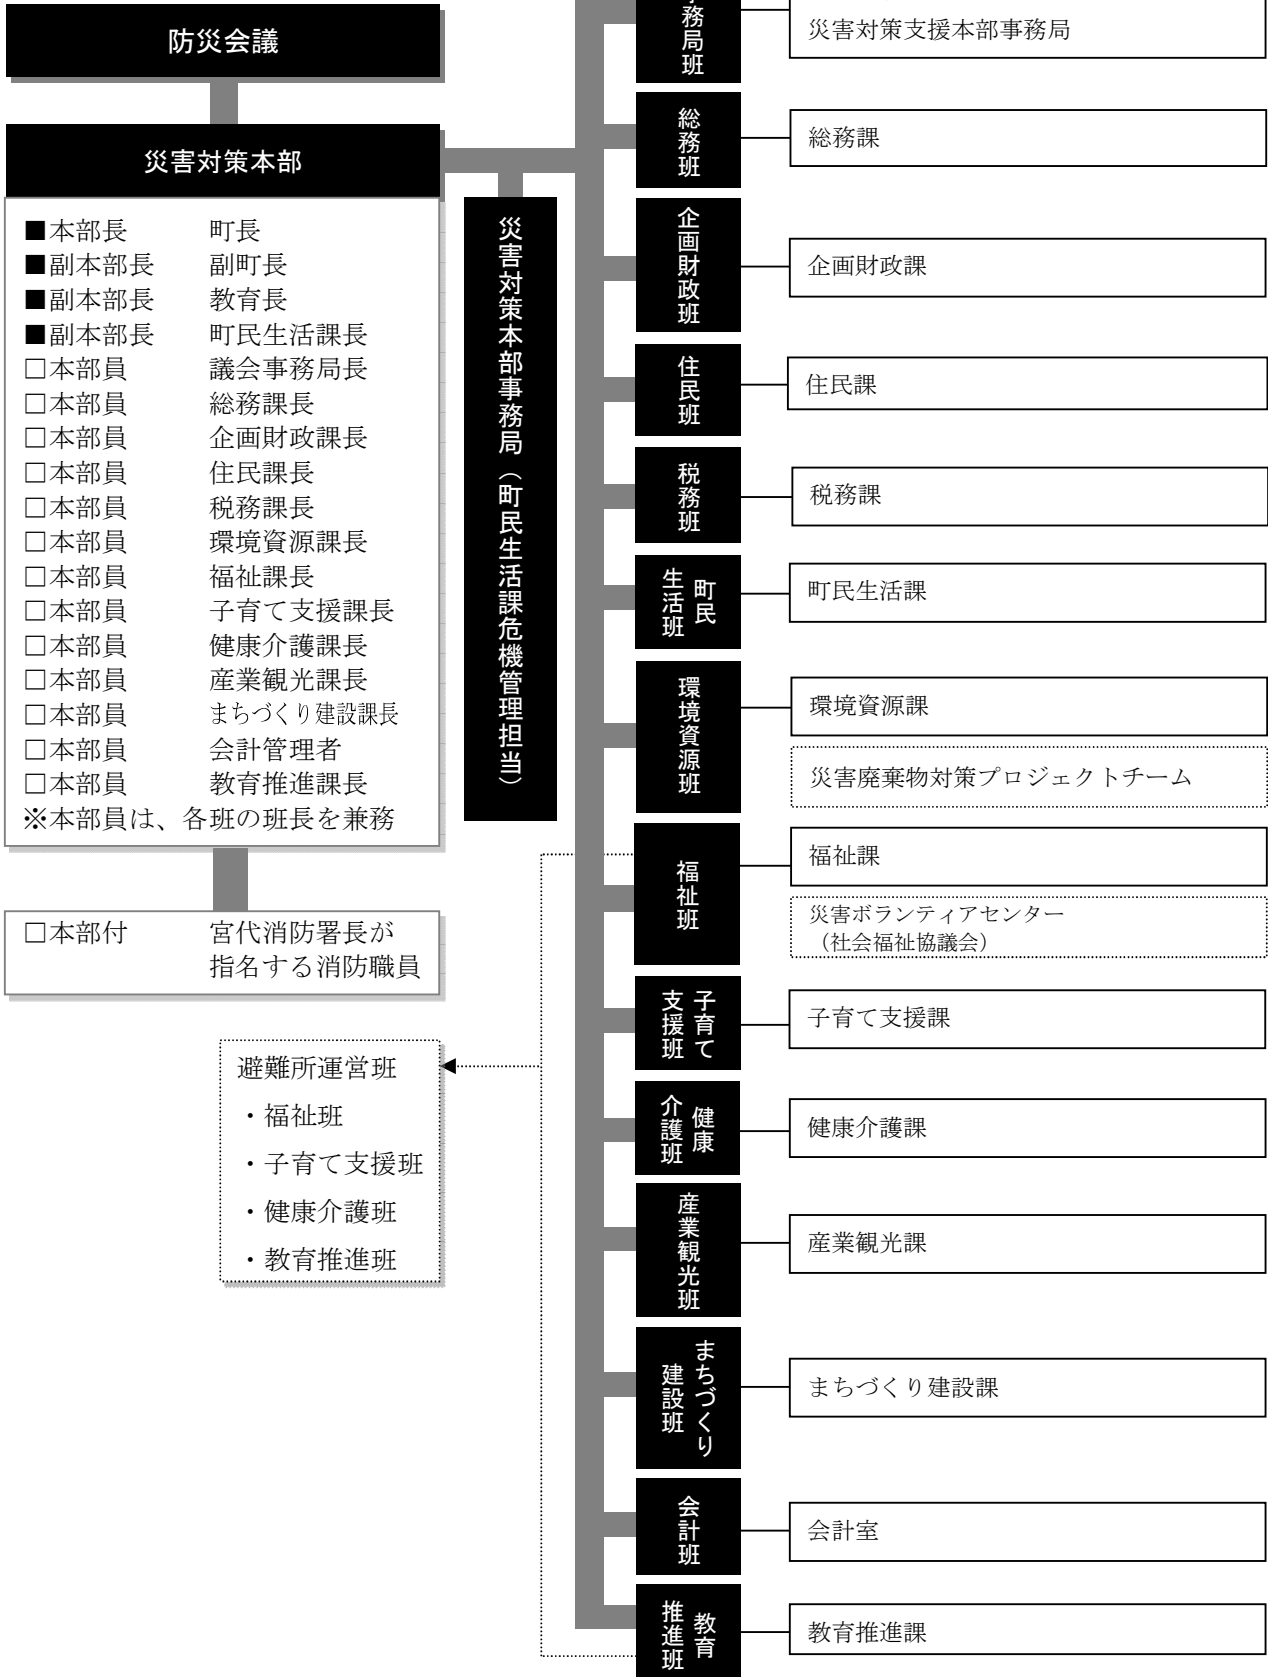 防災会議
災害対策本部
■本部長 町長
■副本部長 副町長
■副本部長 教育長
■副本部長 町民生活課長
□本部員 議会事務局長
□本部員 総務課長
□本部員 企画財政課長
□本部員 住民課長
□本部員 税務課長
□本部員 環境資源課長
□本部員 福祉課長
□本部員 子育て支援課長
□本部員 健康介護課長
□本部員 産業観光課長
□本部員 まちづくり建設課長
□本部員 会計管理者
□本部員 教育推進課長
※本部員は、各班の班長を兼務
□本部付 宮代消防署長が
指名する消防職員
避難所運営班
・福祉班
・子育て支援班
・健康介護班
・教育推進班
災害対策本部事務局（町民生活課危機管理担当）
務局班
災害対策支援本部事務局
総務班
総務課
企画財政班
企画財政課
住民班
住民課
税務班
税務課
町民
生活班
町民生活課
環境資源班
環境資源課
災害廃棄物対策プロジェクトチーム
福祉班
福祉課
災害ボランティアセンター
（社会福祉協議会）
子育て
支援班
子育て支援課
健康
介護班
健康介護課
産業観光班
産業観光課
まちづくり
建設班
まちづくり建設課
会計班
会計室
教育
推進班
教育推進課